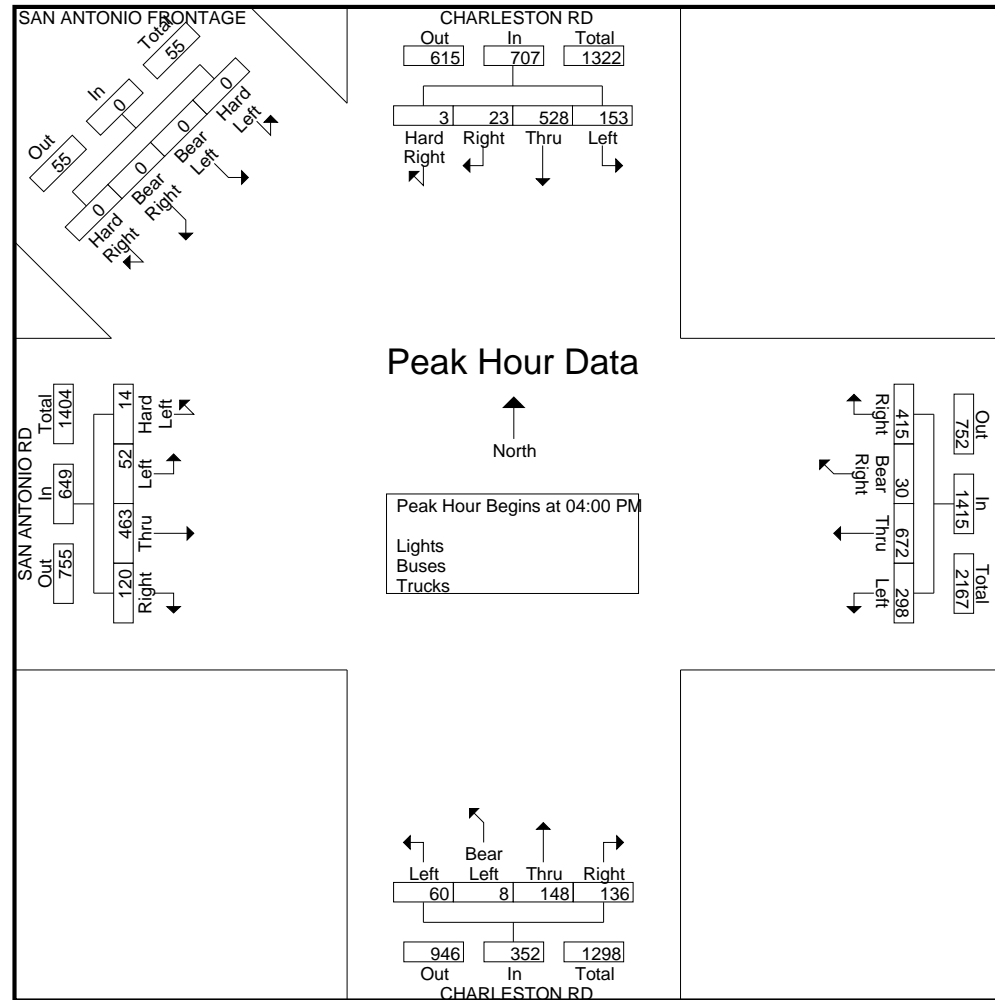 SAN ANTONIO FRONTAGE
Total
55
In
0
Out
55
0
0
0
0
Hard
Left
Bear
Left
Bear
Right
Hard
Right
CHARLESTON RD
Out In Total
615 707 1322
3 23 528 153
Hard
Right
Right Thru Left
Peak Hour Data
North
Peak Hour Begins at 04:00 PM
Lights
Buses
Trucks
SAN ANTONIO RD
Out In Total
755 649 1404
120 463 52 14
Right Thru Left
Hard
Left
Out In Total
752 1415 2167
415 30 672 298
Right
Bear
Right
Thru Left
Left
Bear
Left
Thru Right
60 8 148 136
946 352 1298
Out In Total
CHARLESTON RD